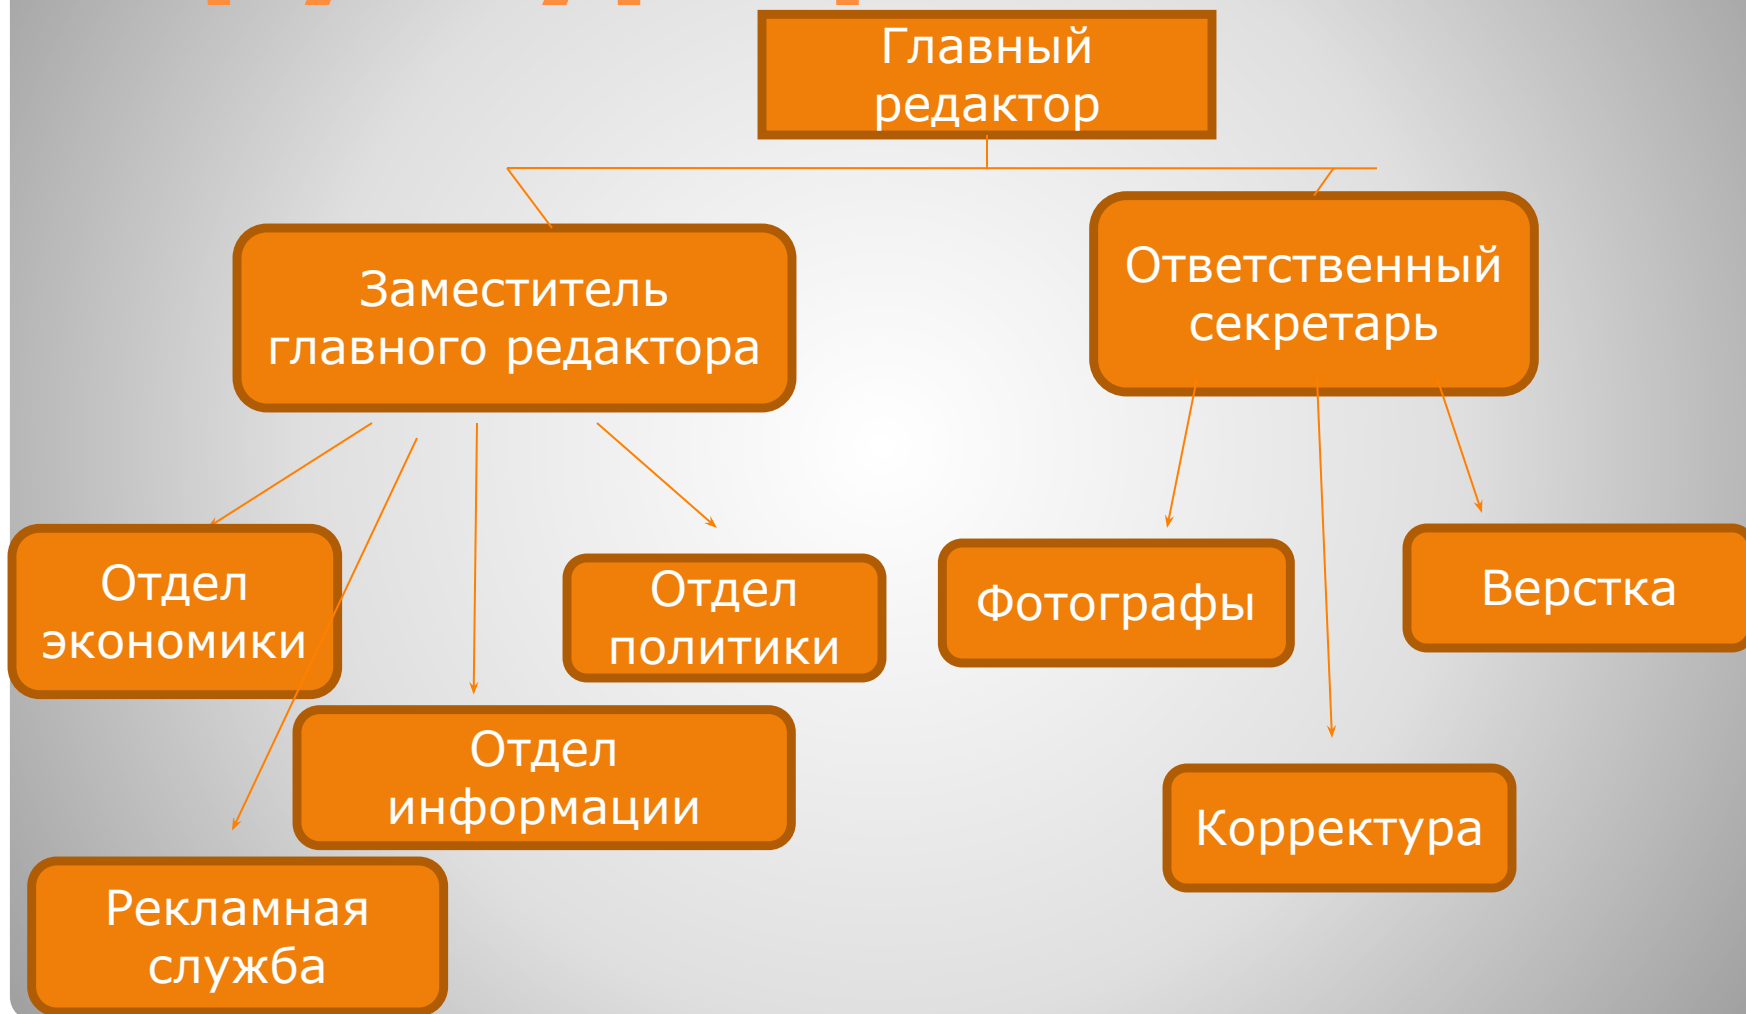 Главный
редактор
Заместитель
главного редактора
Ответственный
секретарь
Отдел
экономики
Отдел
политики
Фотографы
Верстка
Отдел
информации
Корректура
Рекламная
служба